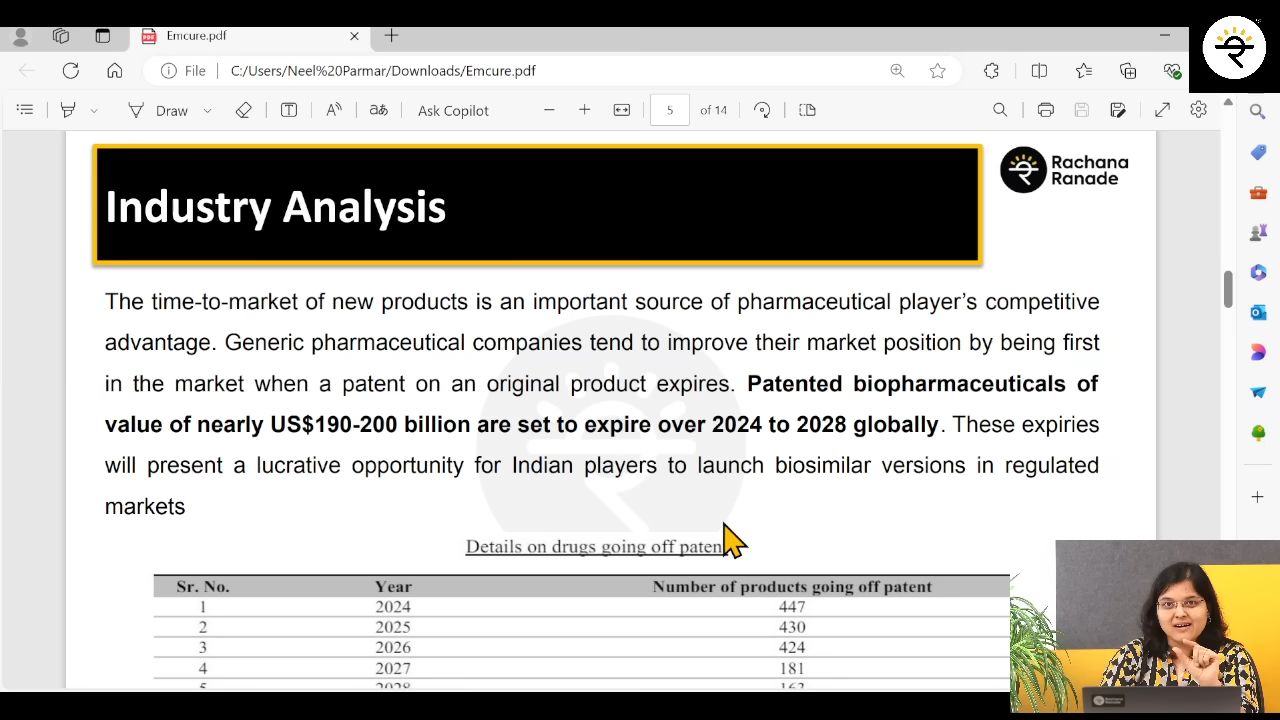 Emcure.pdf
File
C:/Users/Neel%20Parmar/Downloads/Emcure.pdf
Draw
Ask Copilot
5
of 14
Industry Analysis
Rachana
Ranade
The time-to-market of new products is an important source of pharmaceutical player's competitive
advantage. Generic pharmaceutical companies tend to improve their market position by being first
in the market when a patent on an original product expires. Patented biopharmaceuticals of
value of nearly US$190-200 billion are set to expire over 2024 to 2028 globally. These expiries
will present a lucrative opportunity for Indian players to launch biosimilar versions in regulated
markets
Details on drugs going off paten
Sr. No. Year Number of products going off patent
1 2024 447
2 2025 430
3 2026 424
4 2027 181
5 2028 163
Rachana
Ranade